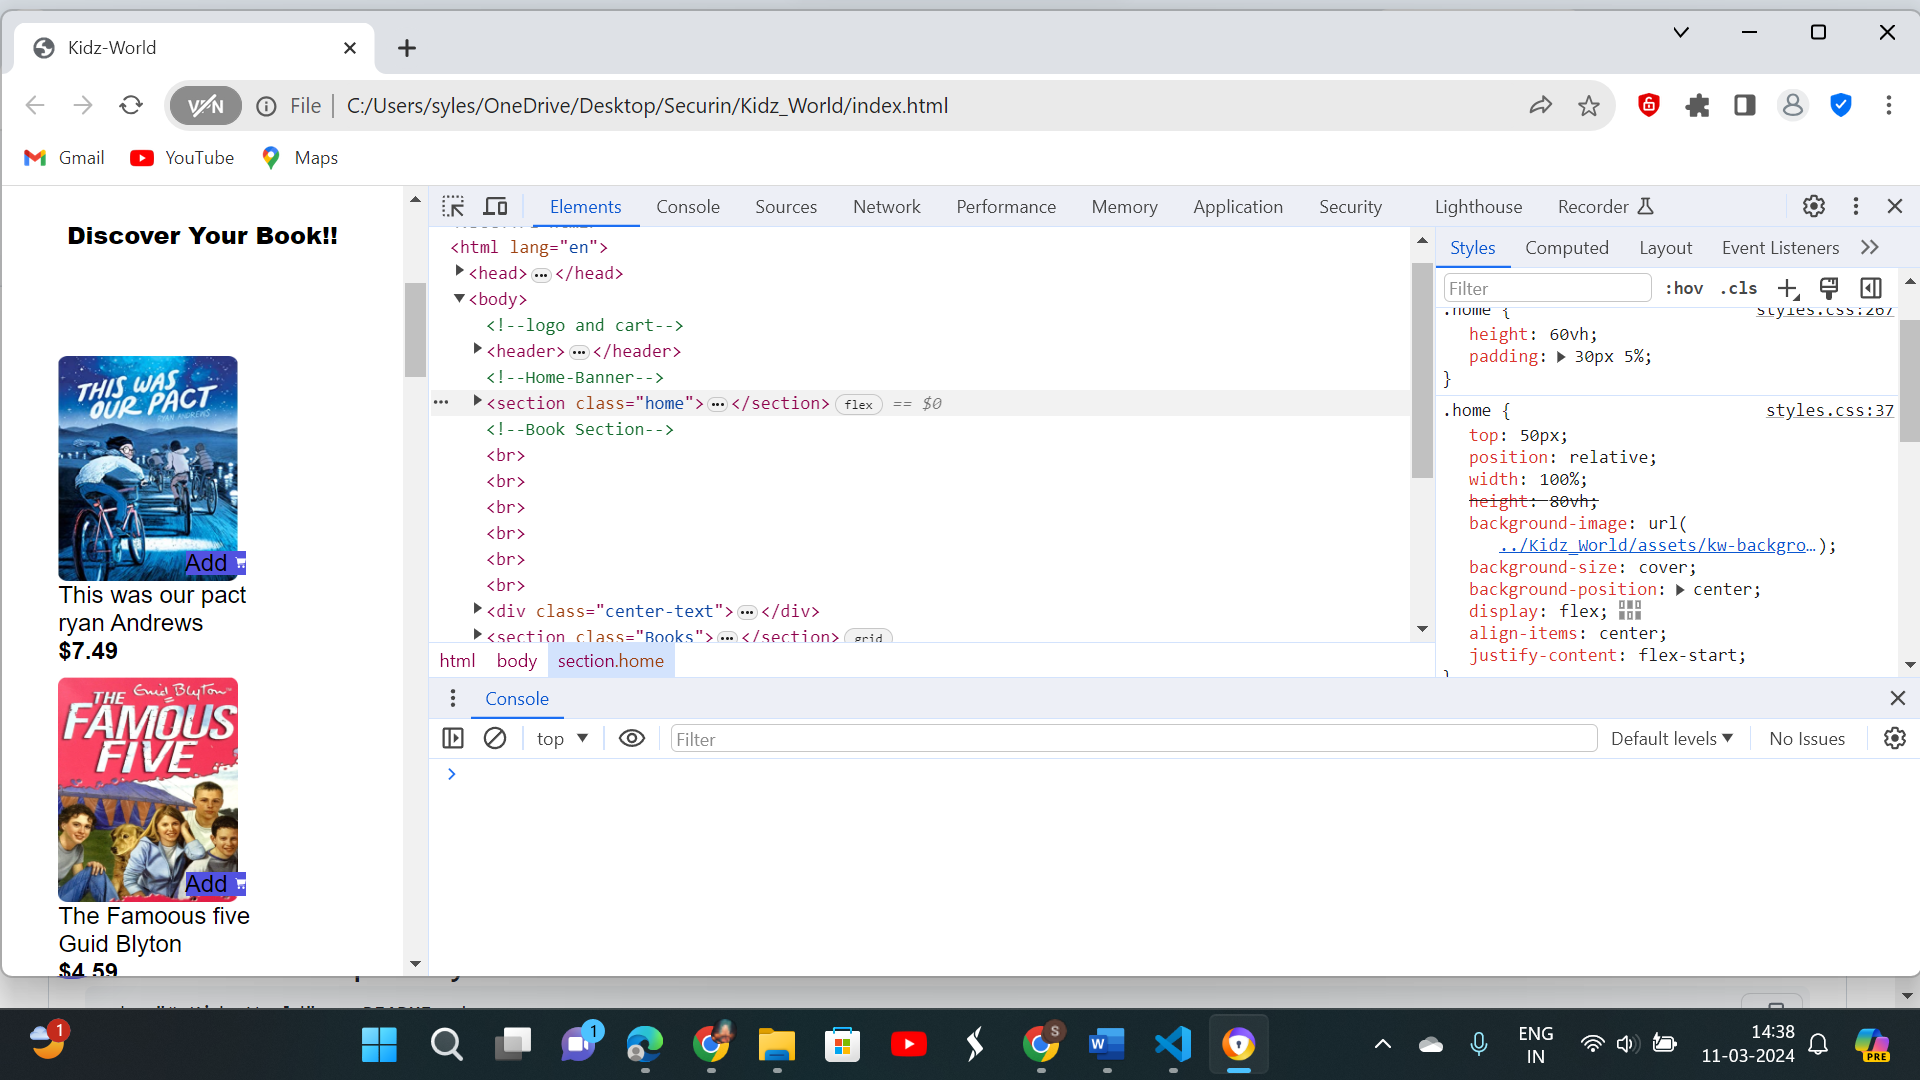 Kidz-World
VPN
File
C:/Users/syles/OneDrive/Desktop/Securin/Kidz_World/index.html
Gmail
YouTube
Maps
Discover Your Book!!
THIS WAS
OUR PACT
RYAN ANDREWS
Add
This was our pact
ryan Andrews
$7.49
Enid Blyton
THE
FAMOUS
FIVE
Add
The Famoous five
Guid Blyton
$4.59
Elements
Console
Sources
Network
Performance
Memory
Application
Security
Lighthouse
Recorder
<html lang="en">
<head>…</head>
<body>
<!--logo and cart-->
<header>…</header>
<!--Home-Banner-->
<section class="home">…</section> flex == $0
<!--Book Section-->
<br>
<br>
<br>
<br>
<br>
<br>
<div class="center-text">…</div>
<section class="Books">…</section> grid
html body section.home
Styles
Computed
Layout
Event Listeners
Filter
:hov .cls
.home { styles.css:267
height: 60vh;
padding: 30px 5%;
}
.home { styles.css:37
top: 50px;
position: relative;
width: 100%;
height: 80vh;
background-image: url(
../Kidz_World/assets/kw-backgro…);
background-size: cover;
background-position: center;
display: flex;
align-items: center;
justify-content: flex-start;
}
Console
top
Filter
Default levels
No Issues
1
1
S
W
ENG
IN
14:38
11-03-2024
PRE